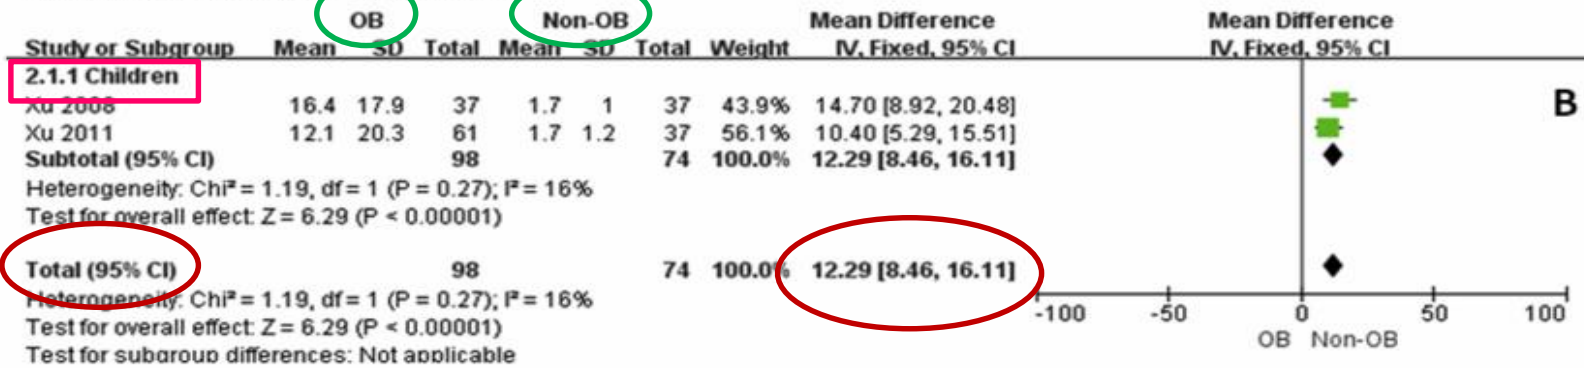 OB Non-OB Mean Difference Mean Difference
Study or Subgroup Mean SD Total Mean SD Total Weight IV, Fixed, 95% CI IV, Fixed, 95% CI
2.1.1 Children
Xu 2008 16.4 17.9 37 1.7 1 37 43.9% 14.70 [8.92, 20.48]
B
Xu 2011 12.1 20.3 61 1.7 1.2 37 56.1% 10.40 [5.29, 15.51]
Subtotal (95% CI) 98 74 100.0% 12.29 [8.46, 16.11]
Heterogeneity: Chi² = 1.19, df = 1 (P = 0.27); I² = 16%
Test for overall effect: Z = 6.29 (P < 0.00001)
Total (95% CI) 98 74 100.0% 12.29 [8.46, 16.11]
Heterogeneity: Chi² = 1.19, df = 1 (P = 0.27); I² = 16%
-100 -50 0 50 100
Test for overall effect: Z = 6.29 (P < 0.00001)
OB Non-OB
Test for subgroup differences: Not applicable